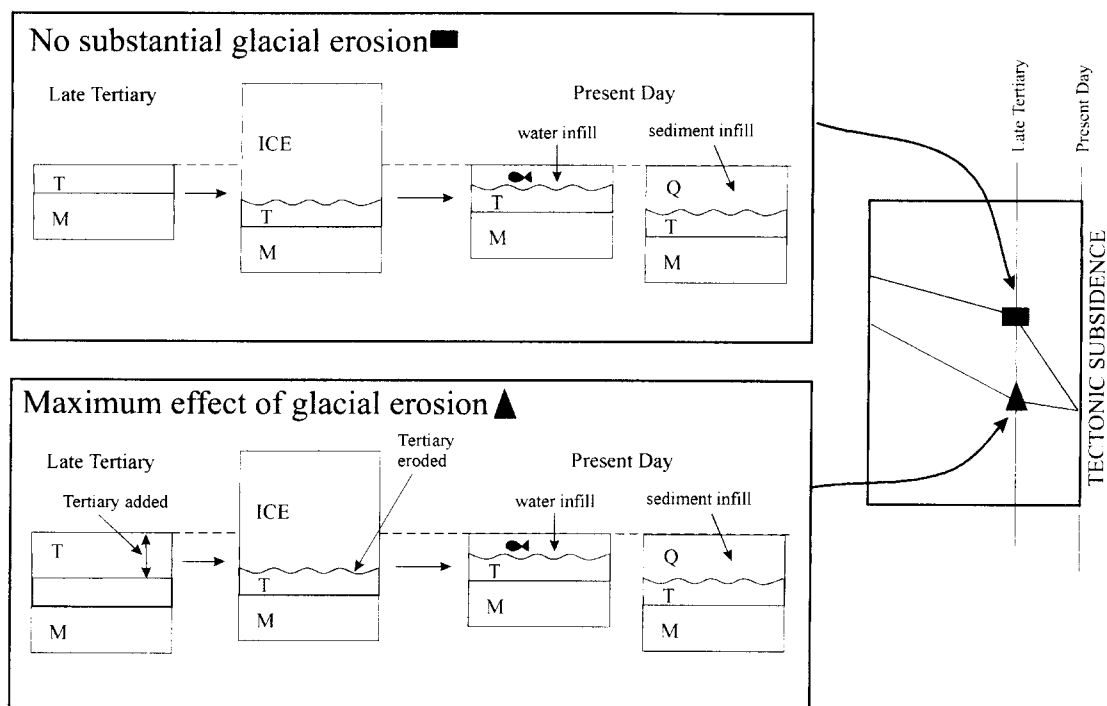 No substantial glacial erosion
Late Tertiary
Present Day
ICE
water infill
sediment infill
T
M
T
M
T
M
Q
T
M
Maximum effect of glacial erosion
Late Tertiary
Tertiary
eroded
Present Day
Tertiary added
ICE
water infill
sediment infill
T
M
T
M
T
M
Q
T
M
Late Tertiary
Present Day
TECTONIC SUBSIDENCE